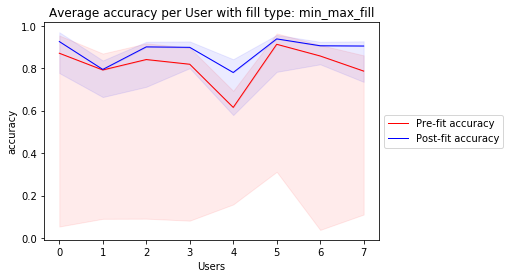 Average accuracy per User with fill type: min_max_fill
1.0
0.8
0.6
0.4
0.2
0.0
accuracy
0 1 2 3 4 5 6 7
Users
Pre-fit accuracy
Post-fit accuracy